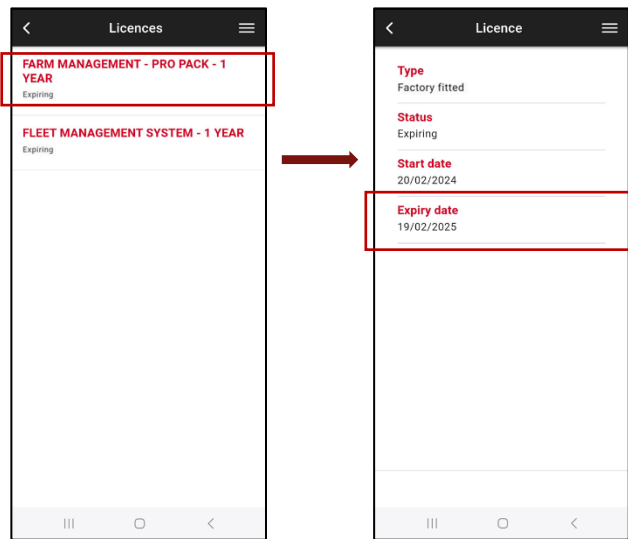 Licences
FARM MANAGEMENT - PRO PACK - 1
YEAR
Expiring
FLEET MANAGEMENT SYSTEM - 1 YEAR
Expiring
Licence
Type
Factory fitted
Status
Expiring
Start date
20/02/2024
Expiry date
19/02/2025